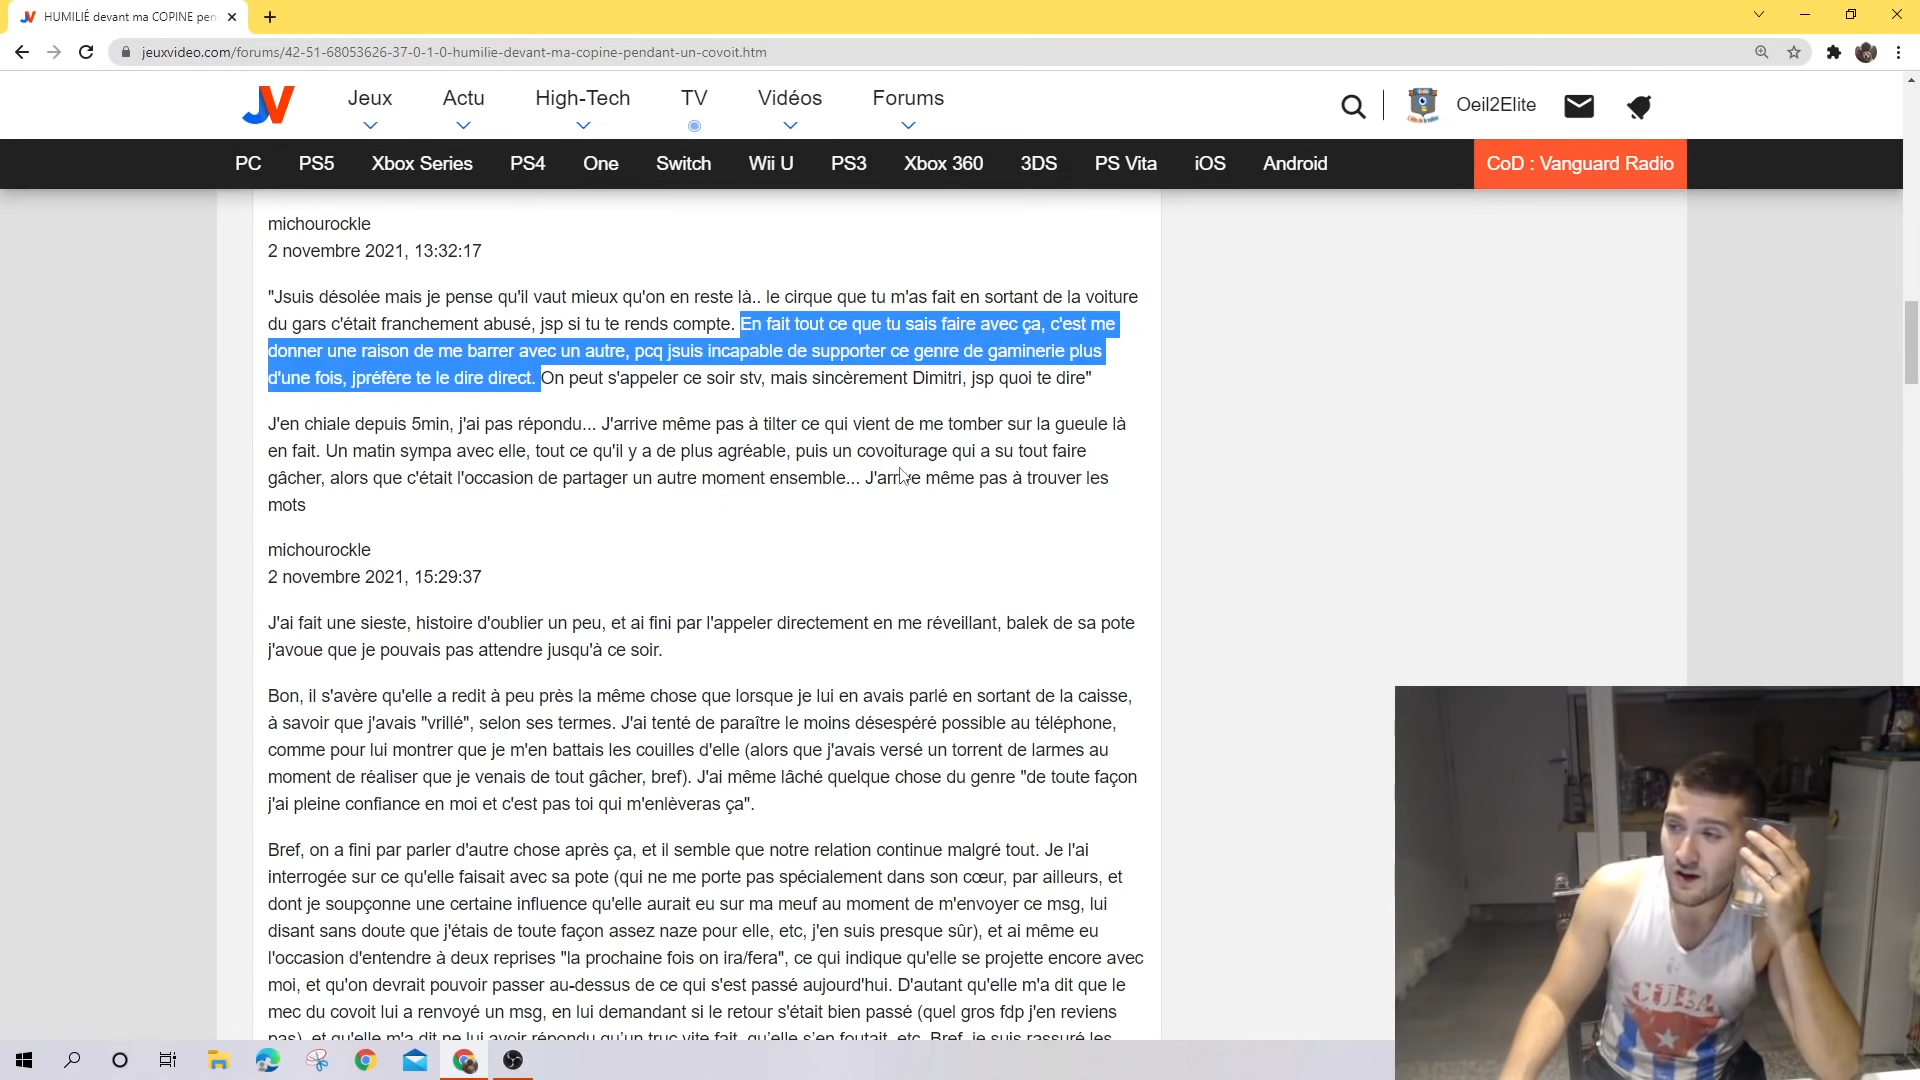 HUMILIÉ devant ma COPINE pen
jeuxvideo.com/forums/42-51-68053626-37-0-1-0-humilie-devant-ma-copine-pendant-un-covoit.htm
JV Jeux Actu High-Tech TV Vidéos Forums Oeil2Elite
PC PS5 Xbox Series PS4 One Switch Wii U PS3 Xbox 360 3DS PS Vita iOS Android CoD : Vanguard Radio
michourockle
2 novembre 2021, 13:32:17
"Jsuis désolée mais je pense qu'il vaut mieux qu'on en reste là.. le cirque que tu m'as fait en sortant de la voiture
du gars c'était franchement abusé, jsp si tu te rends compte. En fait tout ce que tu sais faire avec ça, c'est me
donner une raison de me barrer avec un autre, pcq jsuis incapable de supporter ce genre de gaminerie plus
d'une fois, jpréfère te le dire direct. On peut s'appeler ce soir stv, mais sincèrement Dimitri, jsp quoi te dire"
J'en chiale depuis 5min, j'ai pas répondu... J'arrive même pas à tilter ce qui vient de me tomber sur la gueule là
en fait. Un matin sympa avec elle, tout ce qu'il y a de plus agréable, puis un covoiturage qui a su tout faire
gâcher, alors que c'était l'occasion de partager un autre moment ensemble... J'arrive même pas à trouver les
mots
michourockle
2 novembre 2021, 15:29:37
J'ai fait une sieste, histoire d'oublier un peu, et ai fini par l'appeler directement en me réveillant, balek de sa pote
j'avoue que je pouvais pas attendre jusqu'à ce soir.
Bon, il s'avère qu'elle a redit à peu près la même chose que lorsque je lui en avais parlé en sortant de la caisse,
à savoir que j'avais "vrillé", selon ses termes. J'ai tenté de paraître le moins désespéré possible au téléphone,
comme pour lui montrer que je m'en battais les couilles d'elle (alors que j'avais versé un torrent de larmes au
moment de réaliser que je venais de tout gâcher, bref). J'ai même lâché quelque chose du genre "de toute façon
j'ai pleine confiance en moi et c'est pas toi qui m'enlèveras ça".
Bref, on a fini par parler d'autre chose après ça, et il semble que notre relation continue malgré tout. Je l'ai
interrogée sur ce qu'elle faisait avec sa pote (qui ne me porte pas spécialement dans son cœur, par ailleurs, et
dont je soupçonne une certaine influence qu'elle aurait eu sur ma meuf au moment de m'envoyer ce msg, lui
disant sans doute que j'étais de toute façon assez naze pour elle, etc, j'en suis presque sûr), et ai même eu
l'occasion d'entendre à deux reprises "la prochaine fois on ira/fera", ce qui indique qu'elle se projette encore avec
moi, et qu'on devrait pouvoir passer au-dessus de ce qui s'est passé aujourd'hui. D'autant qu'elle m'a dit que le
mec du covoit lui a renvoyé un msg, en lui demandant si le retour s'était bien passé (quel gros fdp j'en reviens
pas), et qu'elle m'a dit ne lui avoir répondu qu'un truc vite fait, qu'elle s'en foutait, etc. Bref, je suis rassuré les
CUBA